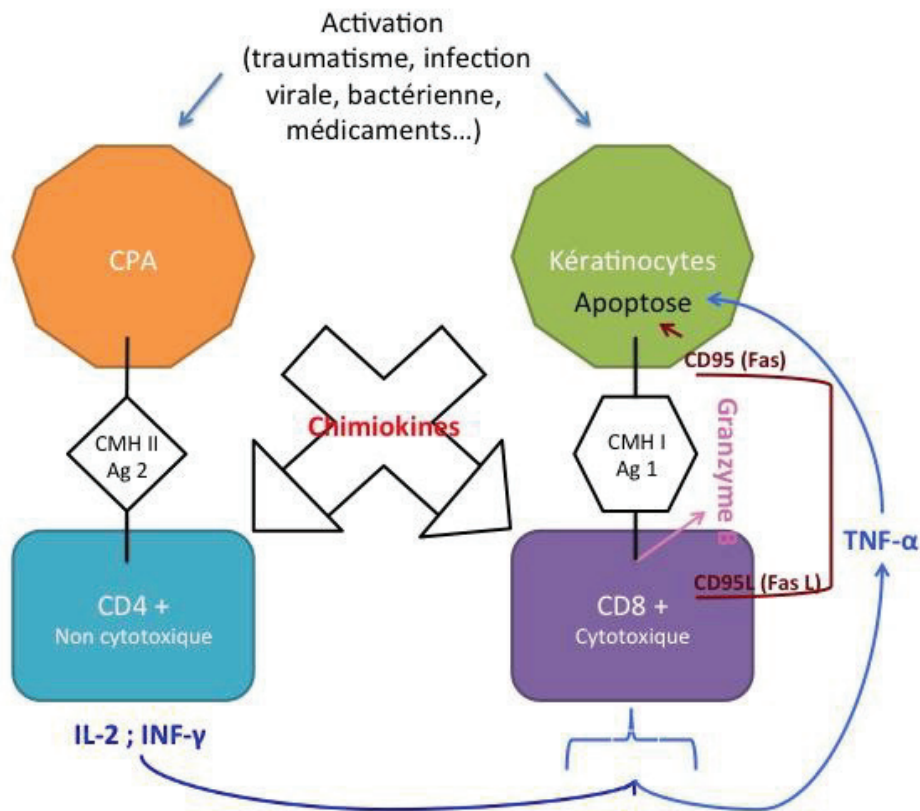 Activation
(traumatisme, infection
virale, bactérienne,
médicaments…)
CPA
Kératinocytes
Apoptose
CD95 (Fas)
Chimiokines
Granzyme B
CMH II
Ag 2
CMH I
Ag 1
TNF-α
CD95L (Fas L)
CD4 +
Non cytotoxique
CD8 +
Cytotoxique
IL-2 ; INF-γ